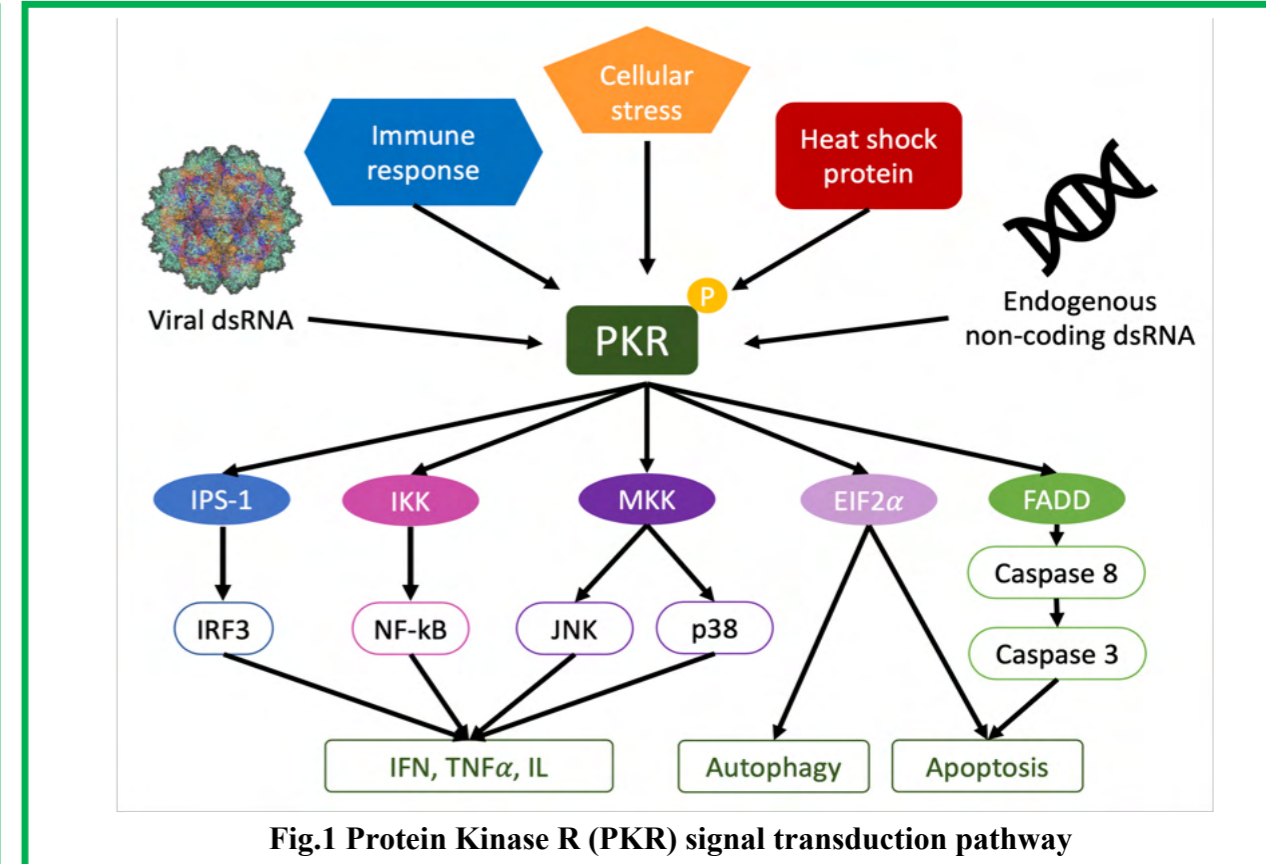 Cellular
stress
Immune
response
Heat shock
protein
Viral dsRNA
Endogenous
non-coding dsRNA
P
PKR
IPS-1
IKK
MKK
EIF2α
FADD
Caspase 8
IRF3
NF-kB
JNK
p38
Caspase 3
IFN, TNFα, IL
Autophagy
Apoptosis
Fig.1 Protein Kinase R (PKR) signal transduction pathway